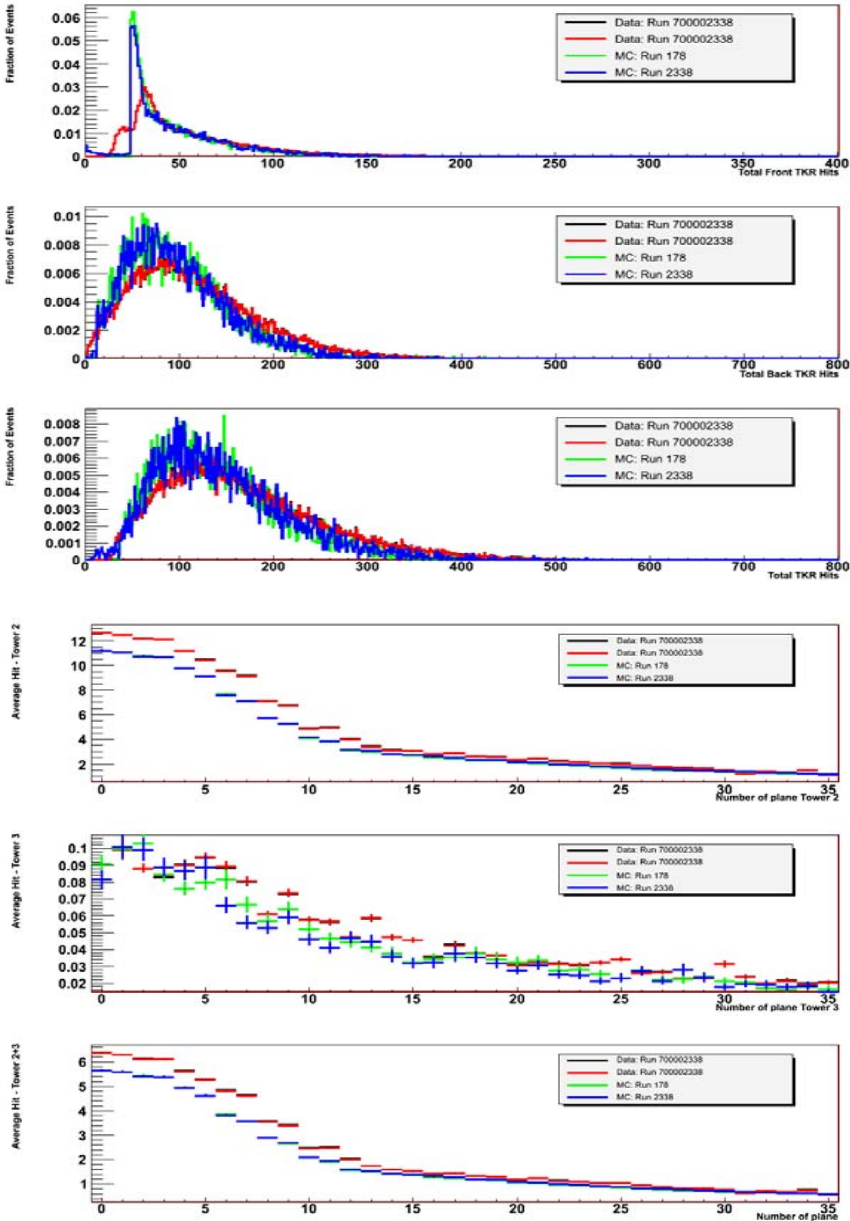 Fraction of Events
0.06
0.05
0.04
0.03
0.02
0.01
0
Data: Run 700002338
Data: Run 700002338
MC: Run 178
MC: Run 2338
0 50 100 150 200 250 300 350 400
Total Front TKR Hits
Fraction of Events
0.01
0.008
0.006
0.004
0.002
0
Data: Run 700002338
Data: Run 700002338
MC: Run 178
MC: Run 2338
0 100 200 300 400 500 600 700 800
Total Back TKR Hits
Fraction of Events
0.008
0.007
0.006
0.005
0.004
0.003
0.002
0.001
0
Data: Run 700002338
Data: Run 700002338
MC: Run 178
MC: Run 2338
0 100 200 300 400 500 600 700 800
Total TKR Hits
Average Hit - Tower 2
12
10
8
6
4
2
Data: Run 700002338
Data: Run 700002338
MC: Run 178
MC: Run 2338
0 5 10 15 20 25 30 35
Number of plane Tower 2
Average Hit - Tower 3
0.1
0.09
0.08
0.07
0.06
0.05
0.04
0.03
0.02
Data: Run 700002338
Data: Run 700002338
MC: Run 178
MC: Run 2338
0 5 10 15 20 25 30 35
Number of plane Tower 3
Average Hit - Tower 2+3
6
5
4
3
2
1
Data: Run 700002338
Data: Run 700002338
MC: Run 178
MC: Run 2338
0 5 10 15 20 25 30 35
Number of plane